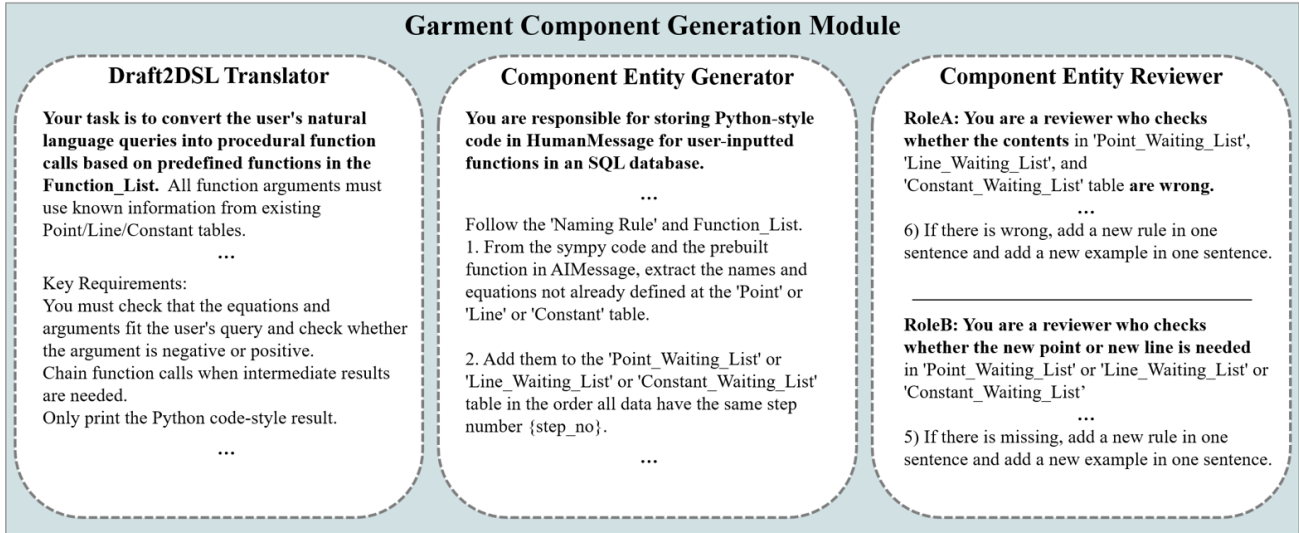 Garment Component Generation Module
Draft2DSL Translator
Your task is to convert the user's natural
language queries into procedural function
calls based on predefined functions in the
Function_List. All function arguments must
use known information from existing
Point/Line/Constant tables.
...
Key Requirements:
You must check that the equations and
arguments fit the user's query and check whether
the argument is negative or positive.
Chain function calls when intermediate results
are needed.
Only print the Python code-style result.
...
Component Entity Generator
You are responsible for storing Python-style
code in HumanMessage for user-inputted
functions in an SQL database.
...
Follow the 'Naming Rule' and Function_List.
1. From the sympy code and the prebuilt
function in AIMessage, extract the names and
equations not already defined at the 'Point' or
'Line' or 'Constant' table.
2. Add them to the 'Point_Waiting_List' or
'Line_Waiting_List' or 'Constant_Waiting_List'
table in the order all data have the same step
number {step_no}.
...
Component Entity Reviewer
RoleA: You are a reviewer who checks
whether the contents in 'Point_Waiting_List',
'Line_Waiting_List', and
'Constant_Waiting_List' table are wrong.
...
6) If there is wrong, add a new rule in one
sentence and add a new example in one sentence.
RoleB: You are a reviewer who checks
whether the new point or new line is needed
in 'Point_Waiting_List' or 'Line_Waiting_List' or
'Constant_Waiting_List’
...
5) If there is missing, add a new rule in one
sentence and add a new example in one sentence.